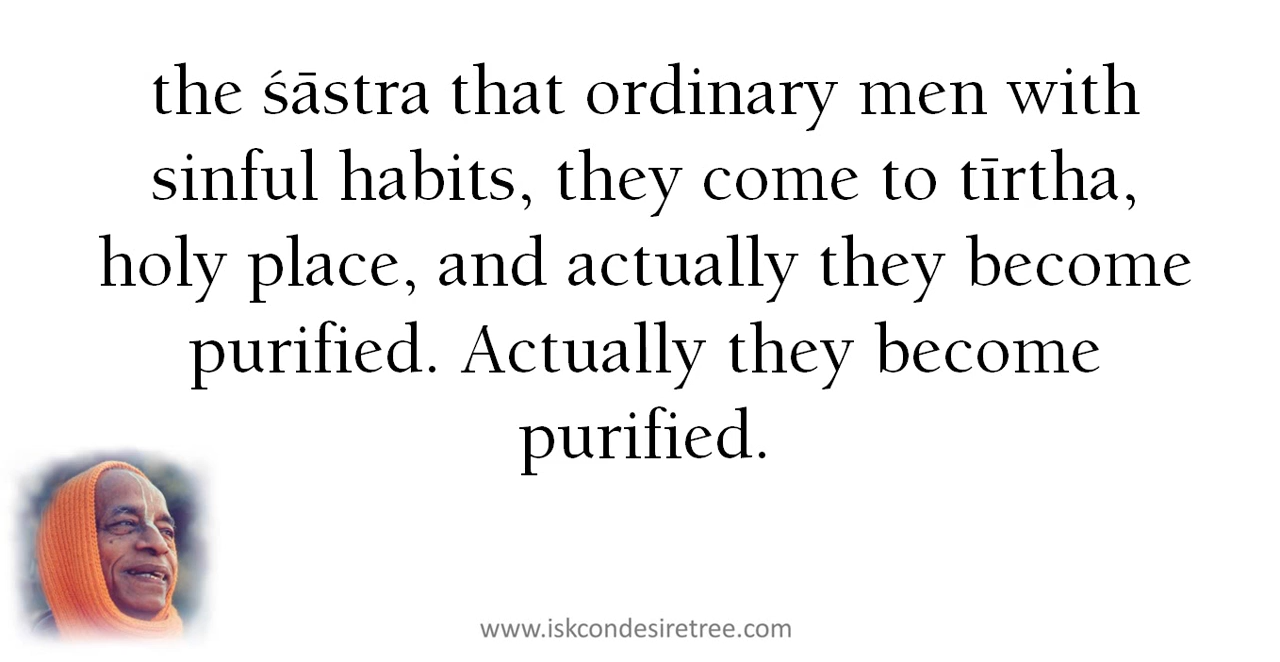 the śāstra that ordinary men with
sinful habits, they come to tīrtha,
holy place, and actually they become
purified. Actually they become
purified.
www.iskcondesiretree.com